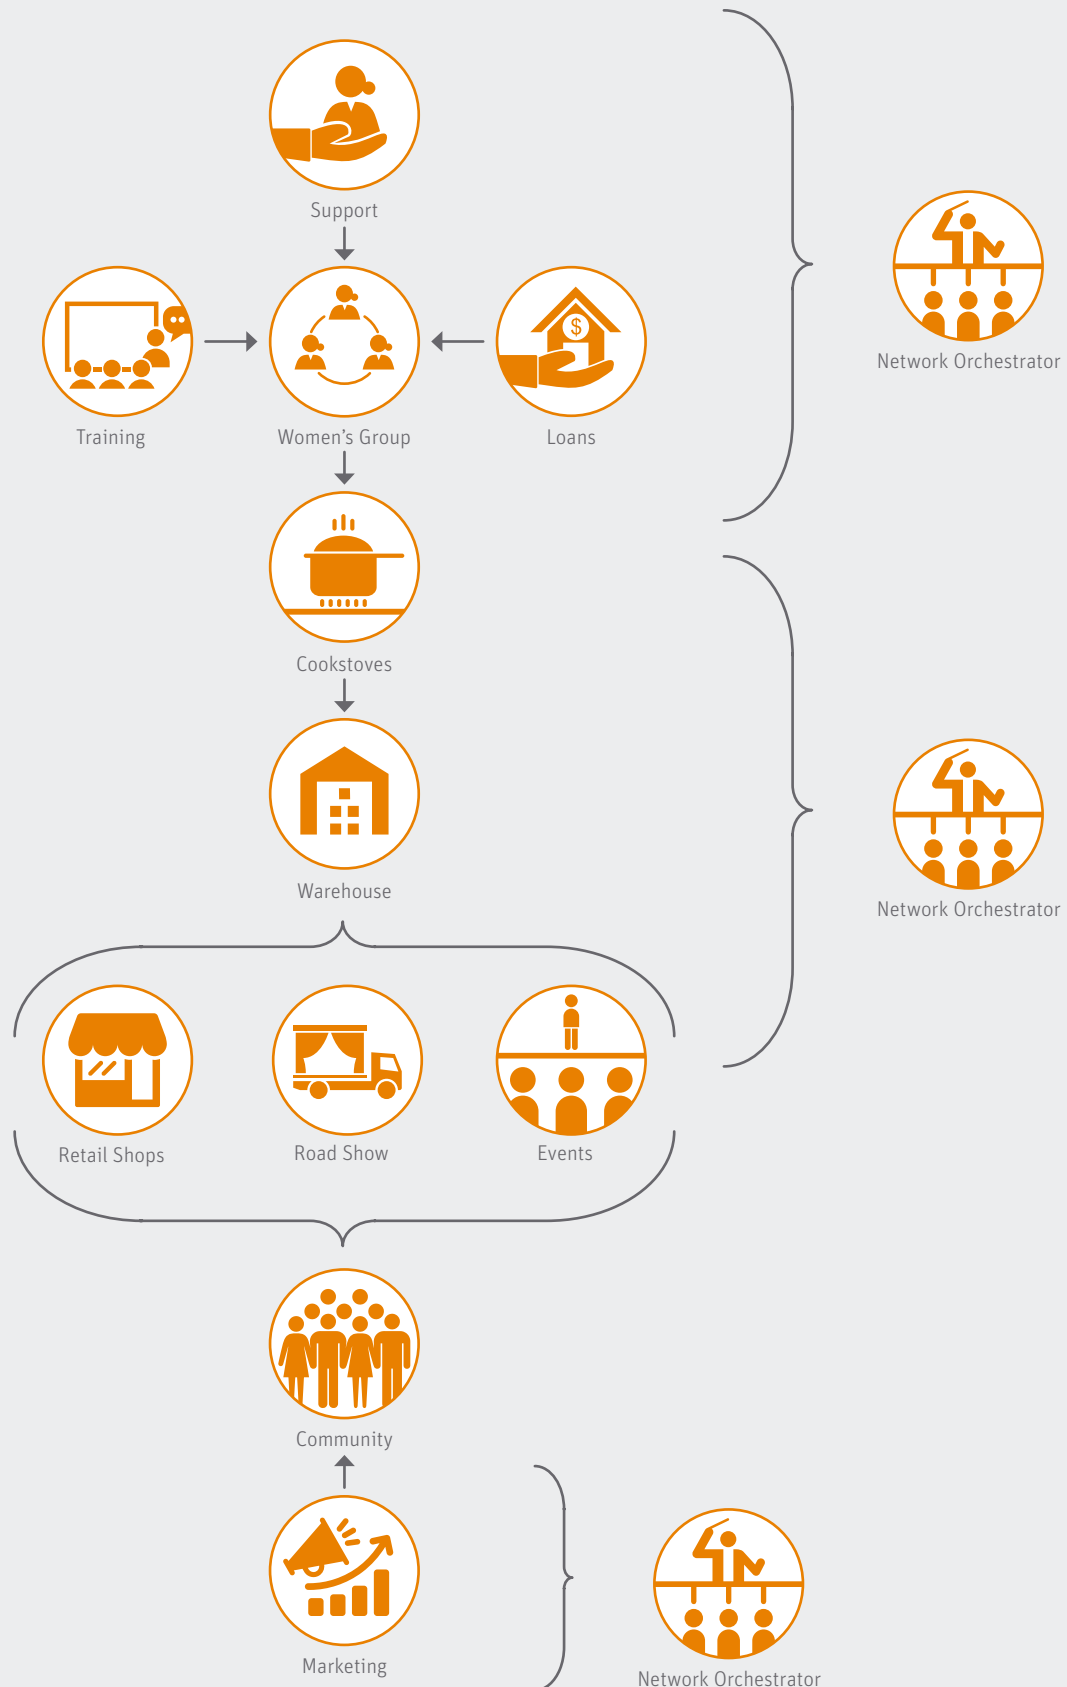 Support
Network Orchestrator
Training
Women's Group
Loans
Cookstoves
Warehouse
Network Orchestrator
Retail Shops
Road Show
Events
Community
Marketing
Network Orchestrator